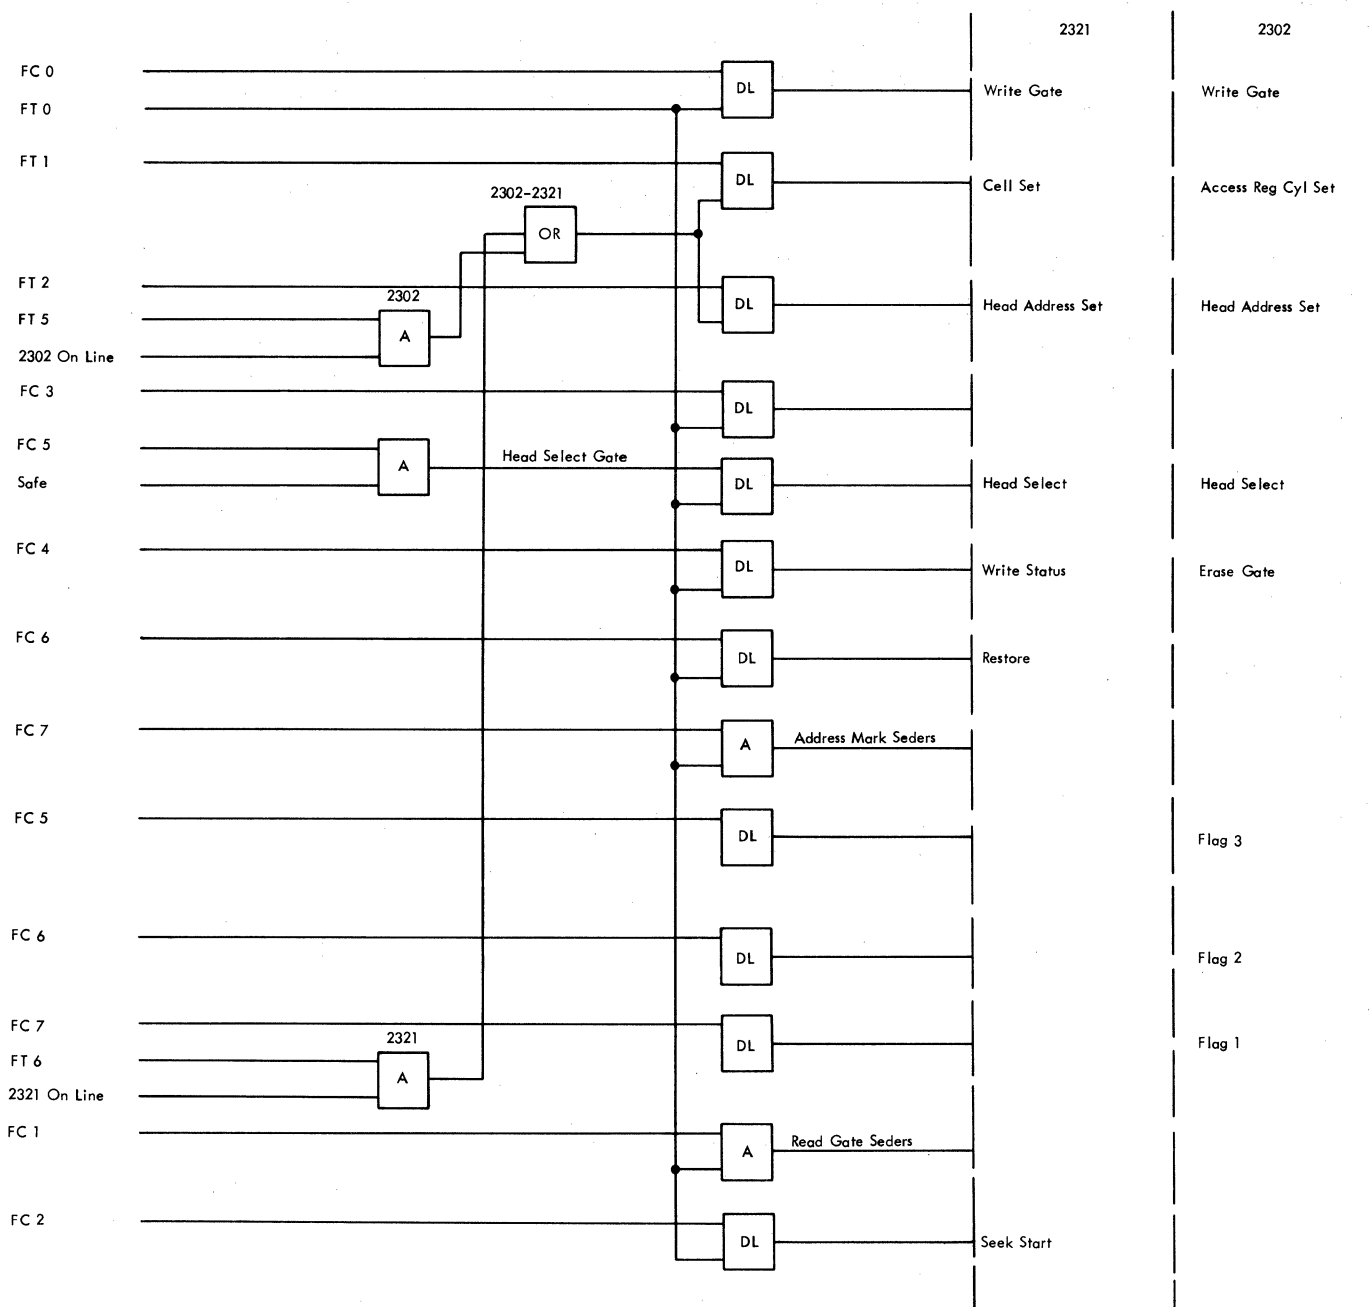 2321 2302
FC 0
DL
Write Gate Write Gate
FT 0
FT 1
DL
Cell Set Access Reg Cyl Set
2302-2321
OR
FT 2
2302
DL
Head Address Set Head Address Set
FT 5
A
2302 On Line
FC 3
DL
FC 5
A
Head Select Gate
Safe
DL
Head Select Head Select
FC 4
DL
Write Status Erase Gate
FC 6
DL
Restore
FC 7
A
Address Mark Seders
FC 5
DL
Flag 3
FC 6
DL
Flag 2
FC 7
DL
Flag 1
2321
FT 6
A
2321 On Line
FC 1
A
Read Gate Seders
FC 2
DL
Seek Start